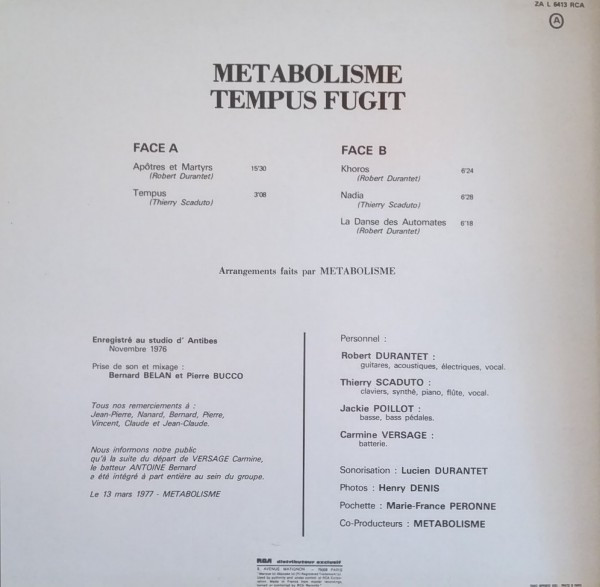 ZA L 6413 RCA
A
METABOLISME
TEMPUS FUGIT
FACE A
Apôtres et Martyrs 15'30
(Robert Durantet)
Tempus 3'08
(Thierry Scaduto)
FACE B
Khoros 6'24
(Robert Durantet)
Nadia 6'28
(Thierry Scaduto)
La Danse des Automates 6'18
(Robert Durantet)
Arrangements faits par METABOLISME
Enregistré au studio d' Antibes
Novembre 1976
Prise de son et mixage :
Bernard BELAN et Pierre BUCCO
Tous nos remerciements à :
Jean-Pierre, Nanard, Bernard, Pierre,
Vincent, Claude et Jean-Claude.
Nous informons notre public
qu'à la suite du départ de VERSAGE Carmine,
le batteur ANTOINE Bernard
a été intégré à part entière au sein du groupe.
Le 13 mars 1977 - METABOLISME
Personnel :
Robert DURANTET :
guitares, acoustiques, électriques, vocal.
Thierry SCADUTO :
claviers, synthé, piano, flûte, vocal.
Jackie POILLOT :
basse, bass pédales.
Carmine VERSAGE :
batterie.
Sonorisation : Lucien DURANTET
Photos : Henry DENIS
Pochette : Marie-France PERONNE
Co-Producteurs : METABOLISME
RCA distributeur exclusif
9, AVENUE MATIGNON - 75008 PARIS